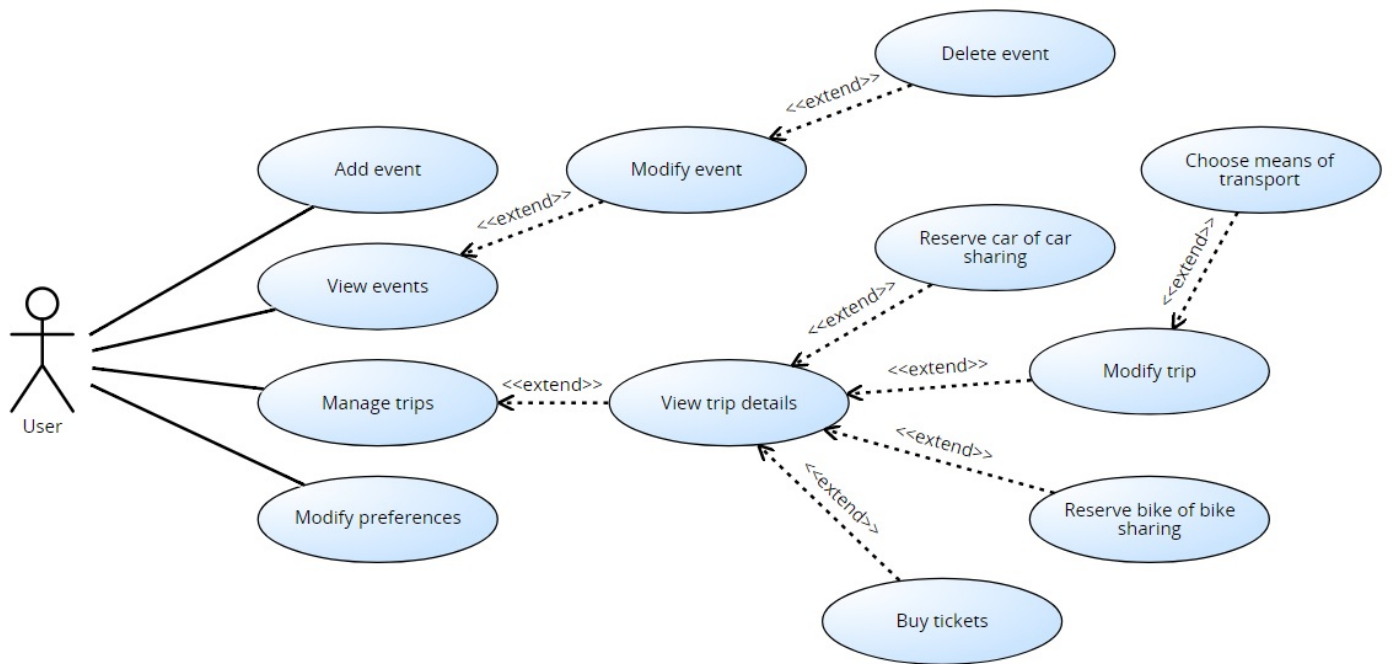 Delete event
<<extend>>
Add event
Modify event
Choose means of
transport
<<extend>>
Reserve car of car
sharing
<<extend>>
View events
<<extend>>
Manage trips
<<extend>>
View trip details
<<extend>>
Modify trip
User
<<extend>>
Modify preferences
<<extend>>
Reserve bike of bike
sharing
Buy tickets